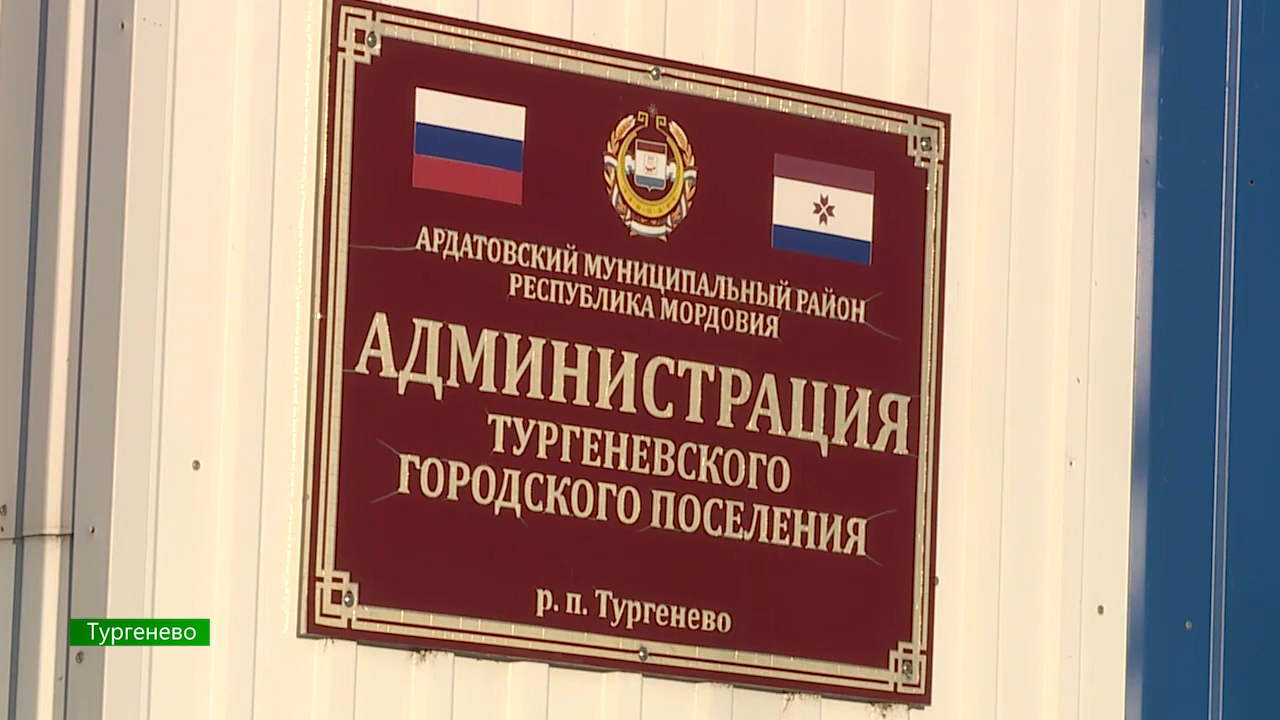 АРДАТОВСКИЙ МУНИЦИПАЛЬНЫЙ РАЙОН
РЕСПУБЛИКА МОРДОВИЯ
АДМИНИСТРАЦИЯ
ТУРГЕНЕВСКОГО
ГОРОДСКОГО ПОСЕЛЕНИЯ
р. п. Тургенево
Тургенево